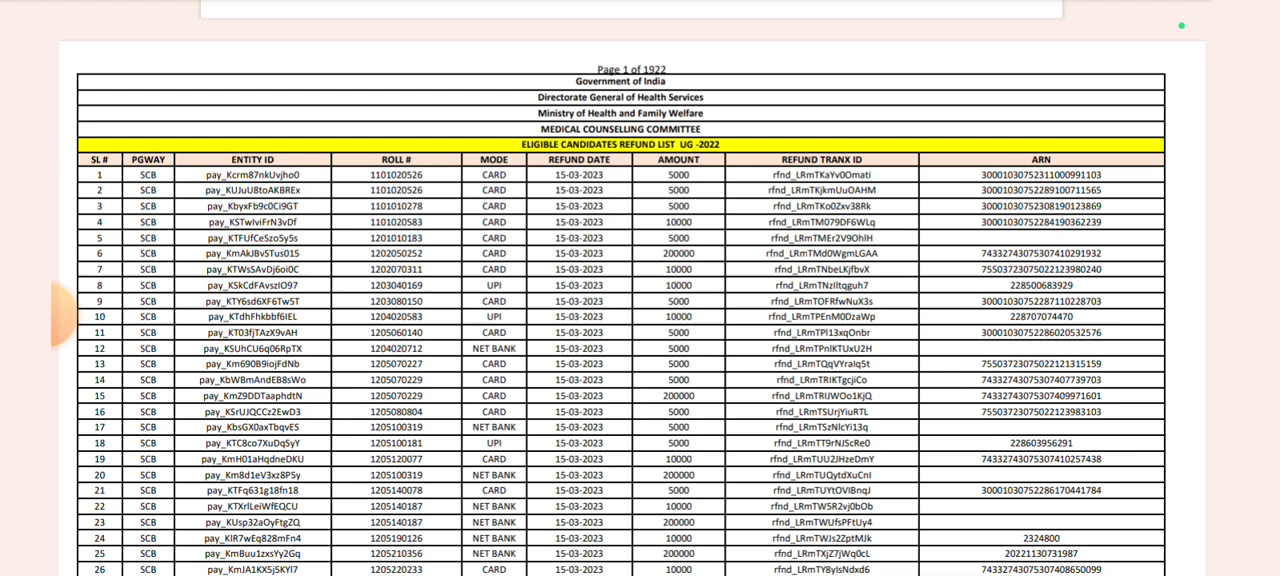 Page 1 of 1922
Government of India
Directorate General of Health Services
Ministry of Health and Family Welfare
MEDICAL COUNSELLING COMMITTEE
ELIGIBLE CANDIDATES REFUND LIST UG -2022
SL # PGWAY ENTITY ID ROLL # MODE REFUND DATE AMOUNT REFUND TRANX ID ARN
1 SCB pay_Kcrm87nkUvjho0 1101020526 CARD 15-03-2023 5000 rfnd_LRmTKaYv0Omati 30001030752311000991103
2 SCB pay_KUJuU8toAKBREx 1101020526 CARD 15-03-2023 5000 rfnd_LRmTKjkmUuOAHM 30001030752289100711565
3 SCB pay_KbyxFb9c0Ci9GT 1101010278 CARD 15-03-2023 5000 rfnd_LRmTKo0Zxv38Rk 30001030752308190123869
4 SCB pay_KSTwIviFrN3vDf 1101020583 CARD 15-03-2023 10000 rfnd_LRmTM079DF6WLq 30001030752284190362239
5 SCB pay_KTFUfCeSzo5y5s 1201010183 CARD 15-03-2023 5000 rfnd_LRmTMEr2V9OhlH
6 SCB pay_KmAkJBvSTus015 1202050252 CARD 15-03-2023 200000 rfnd_LRmTMd0WgmLGAA 74332743075307410291932
7 SCB pay_KTWsSAvDj6oi0C 1202070311 CARD 15-03-2023 10000 rfnd_LRmTNbeLKjfbvX 75503723075022123980240
8 SCB pay_KSkCdFAvszIO97 1203040169 UPI 15-03-2023 10000 rfnd_LRmTNzIltqguh7 228500683929
9 SCB pay_KTY6sd6XF6Tw5T 1203080150 CARD 15-03-2023 5000 rfnd_LRmTOFRfwNuX3s 30001030752287110228703
10 SCB pay_KTdhFhkbbf6IEL 1204020583 UPI 15-03-2023 10000 rfnd_LRmTPEnM0DzaWp 228707074470
11 SCB pay_KT03fjTAzX9vAH 1205060140 CARD 15-03-2023 5000 rfnd_LRmTPl13xqOnbr 30001030752286020532576
12 SCB pay_KSUhCU6q06RpTX 1204020712 NET BANK 15-03-2023 5000 rfnd_LRmTPnlKTUxU2H
13 SCB pay_Km690B9iojFdNb 1205070227 CARD 15-03-2023 5000 rfnd_LRmTQqVYralq5t 75503723075022121315159
14 SCB pay_KbWBmAndEB8sWo 1205070229 CARD 15-03-2023 5000 rfnd_LRmTRIKTgcjiCo 74332743075307407739703
15 SCB pay_KmZ9DDTaaphdtN 1205070229 CARD 15-03-2023 200000 rfnd_LRmTRlJWOo1KjQ 74332743075307409971601
16 SCB pay_KSrUJQCCz2EwD3 1205080804 CARD 15-03-2023 5000 rfnd_LRmTSUrjYiuRTL 75503723075022123983103
17 SCB pay_KbsGX0axTbqvES 1205100319 NET BANK 15-03-2023 5000 rfnd_LRmTSzNlcYi13q
18 SCB pay_KTC8co7XuDqSyY 1205100181 UPI 15-03-2023 5000 rfnd_LRmTT9rNJScRe0 228603956291
19 SCB pay_KmH01aHqdneDKU 1205120077 CARD 15-03-2023 10000 rfnd_LRmTUU2JHzeDmY 74332743075307410257438
20 SCB pay_Km8d1eV3xz8P5y 1205100319 NET BANK 15-03-2023 200000 rfnd_LRmTUQytdXuCnI
21 SCB pay_KTFq631g18fn18 1205140078 CARD 15-03-2023 5000 rfnd_LRmTUYtOVlBnqJ 30001030752286170441784
22 SCB pay_KTXrlLeiWfEQCU 1205140187 NET BANK 15-03-2023 10000 rfnd_LRmTW5R2vj0bOb
23 SCB pay_KUsp32aOyFtgZQ 1205140187 NET BANK 15-03-2023 200000 rfnd_LRmTWUfsPFtUy4
24 SCB pay_KlR7wEq828mFn4 1205190126 NET BANK 15-03-2023 10000 rfnd_LRmTWJs2ZptMJk 2324800
25 SCB pay_KmBuu1zxsYy2Gq 1205210356 NET BANK 15-03-2023 200000 rfnd_LRmTXjZ7jWq0cL 20221130731987
26 SCB pay_KmJA1KX5j5KYl7 1205220233 CARD 15-03-2023 10000 rfnd_LRmTY8yIsNdxd6 74332743075307408650099